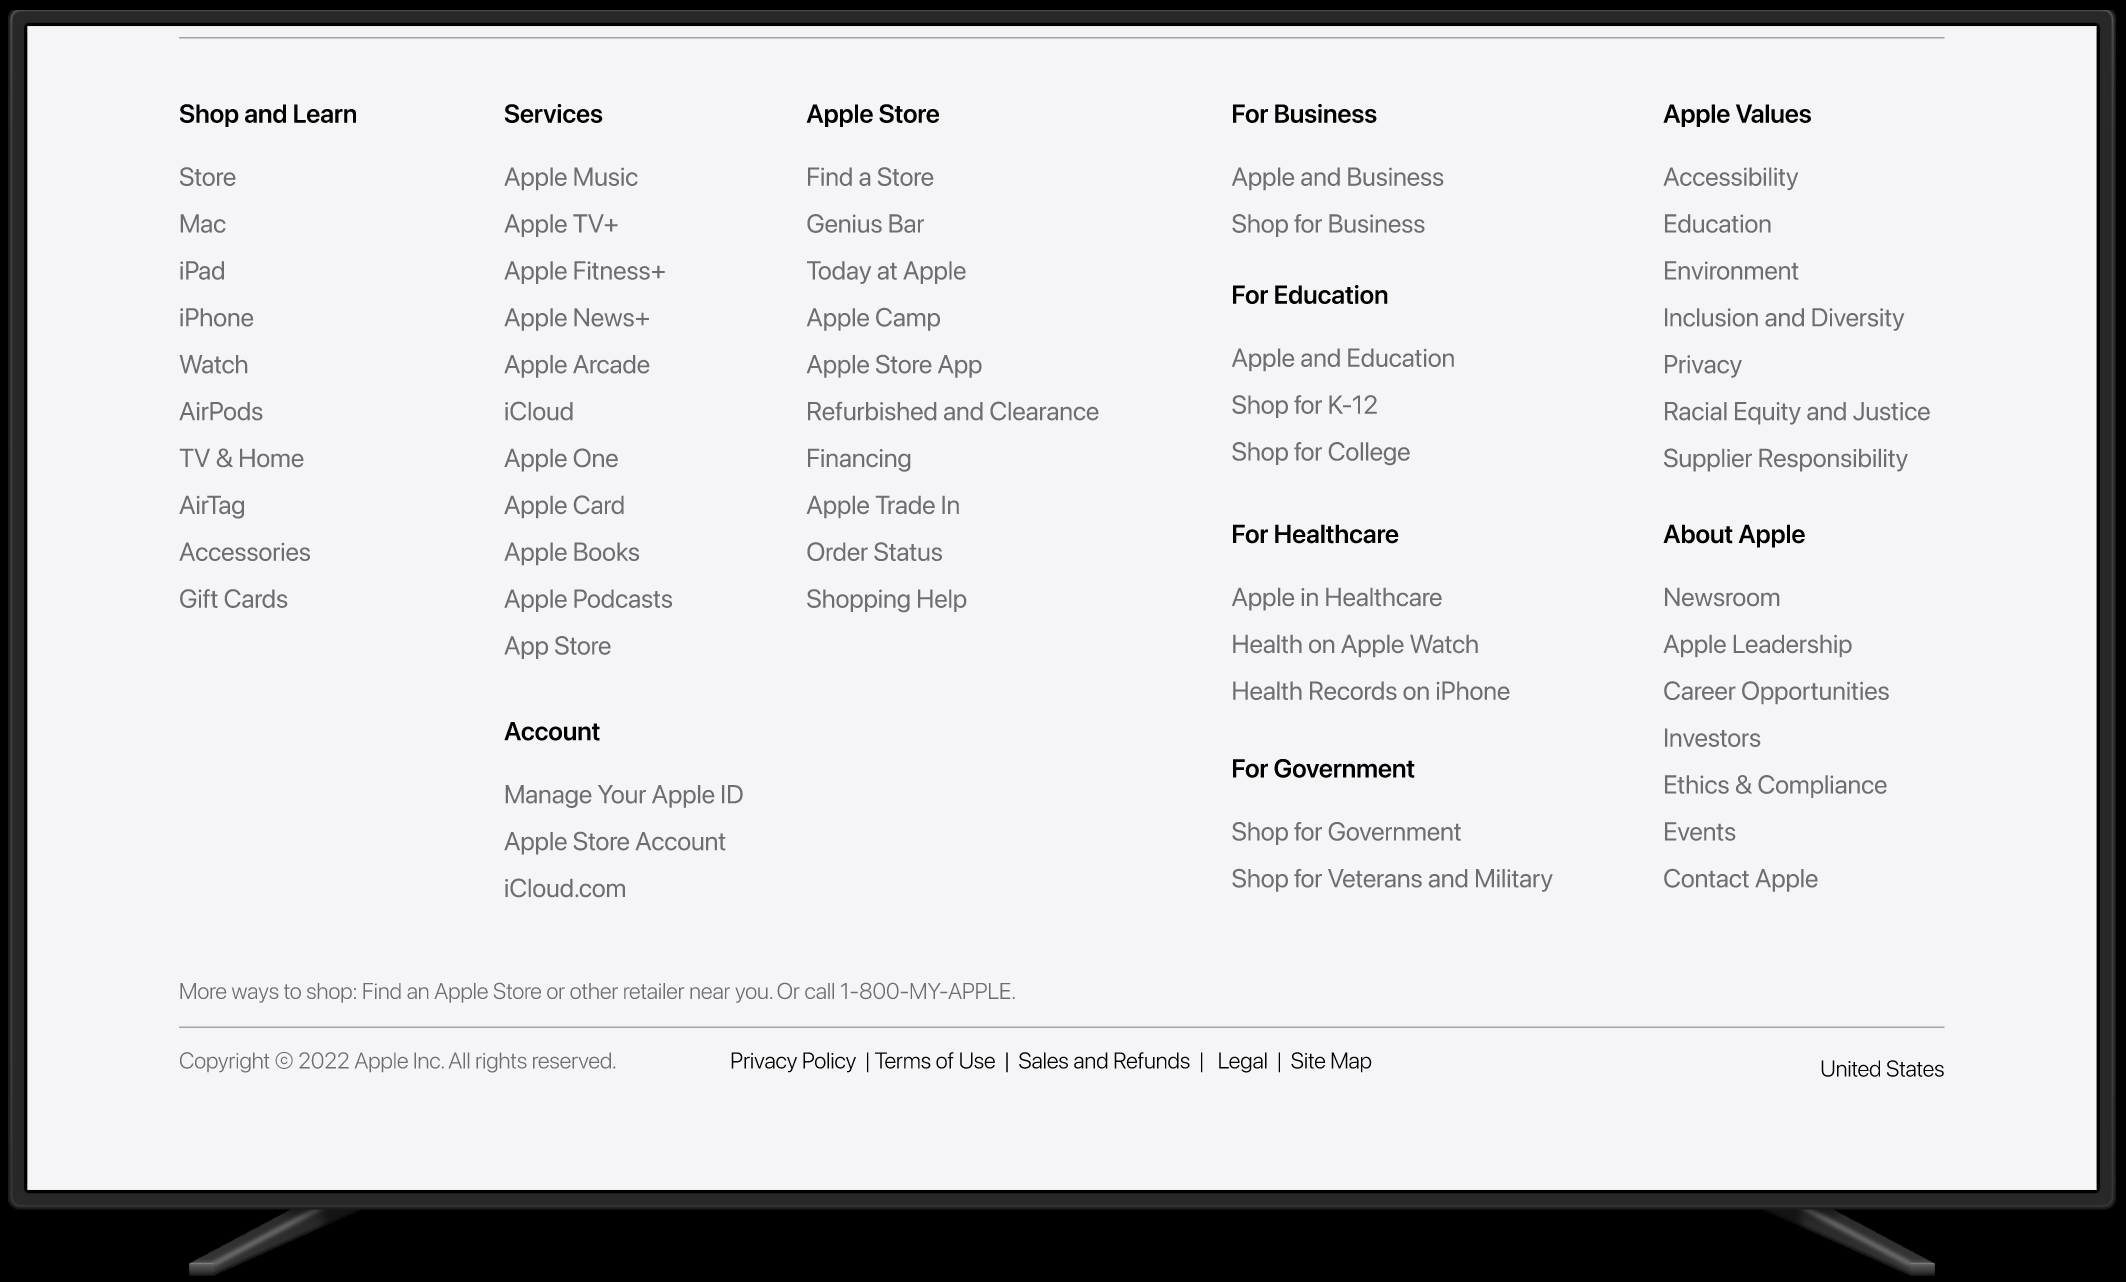 Shop and Learn
Store
Mac
iPad
iPhone
Watch
AirPods
TV & Home
AirTag
Accessories
Gift Cards
Services
Apple Music
Apple TV+
Apple Fitness+
Apple News+
Apple Arcade
iCloud
Apple One
Apple Card
Apple Books
Apple Podcasts
App Store
Account
Manage Your Apple ID
Apple Store Account
iCloud.com
Apple Store
Find a Store
Genius Bar
Today at Apple
Apple Camp
Apple Store App
Refurbished and Clearance
Financing
Apple Trade In
Order Status
Shopping Help
For Business
Apple and Business
Shop for Business
For Education
Apple and Education
Shop for K-12
Shop for College
For Healthcare
Apple in Healthcare
Health on Apple Watch
Health Records on iPhone
For Government
Shop for Government
Shop for Veterans and Military
Apple Values
Accessibility
Education
Environment
Inclusion and Diversity
Privacy
Racial Equity and Justice
Supplier Responsibility
About Apple
Newsroom
Apple Leadership
Career Opportunities
Investors
Ethics & Compliance
Events
Contact Apple
More ways to shop: Find an Apple Store or other retailer near you. Or call 1-800-MY-APPLE.
Copyright © 2022 Apple Inc. All rights reserved.
Privacy Policy | Terms of Use | Sales and Refunds | Legal | Site Map
United States